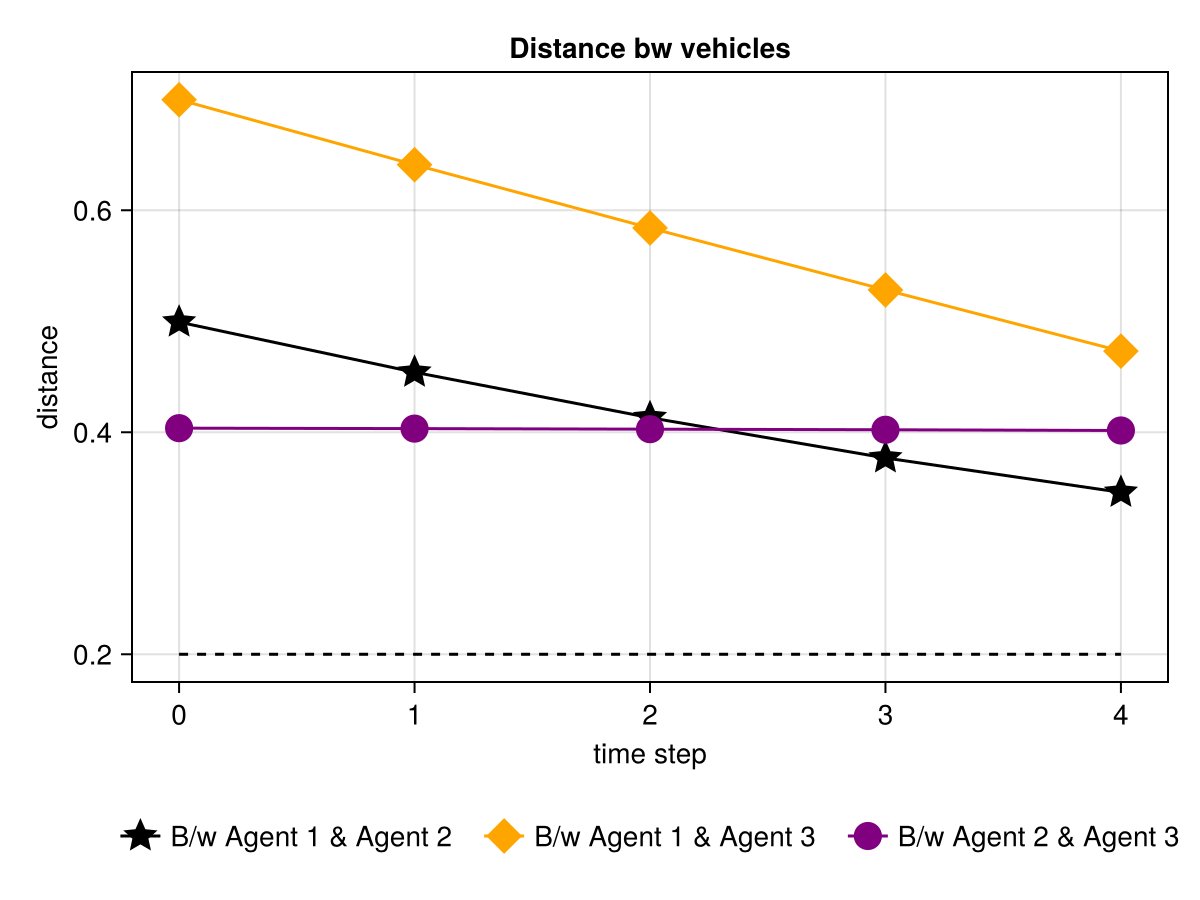 Distance bw vehicles
distance
0.6
0.4
0.2
0 1 2 3 4
time step
B/w Agent 1 & Agent 2 B/w Agent 1 & Agent 3 B/w Agent 2 & Agent 3